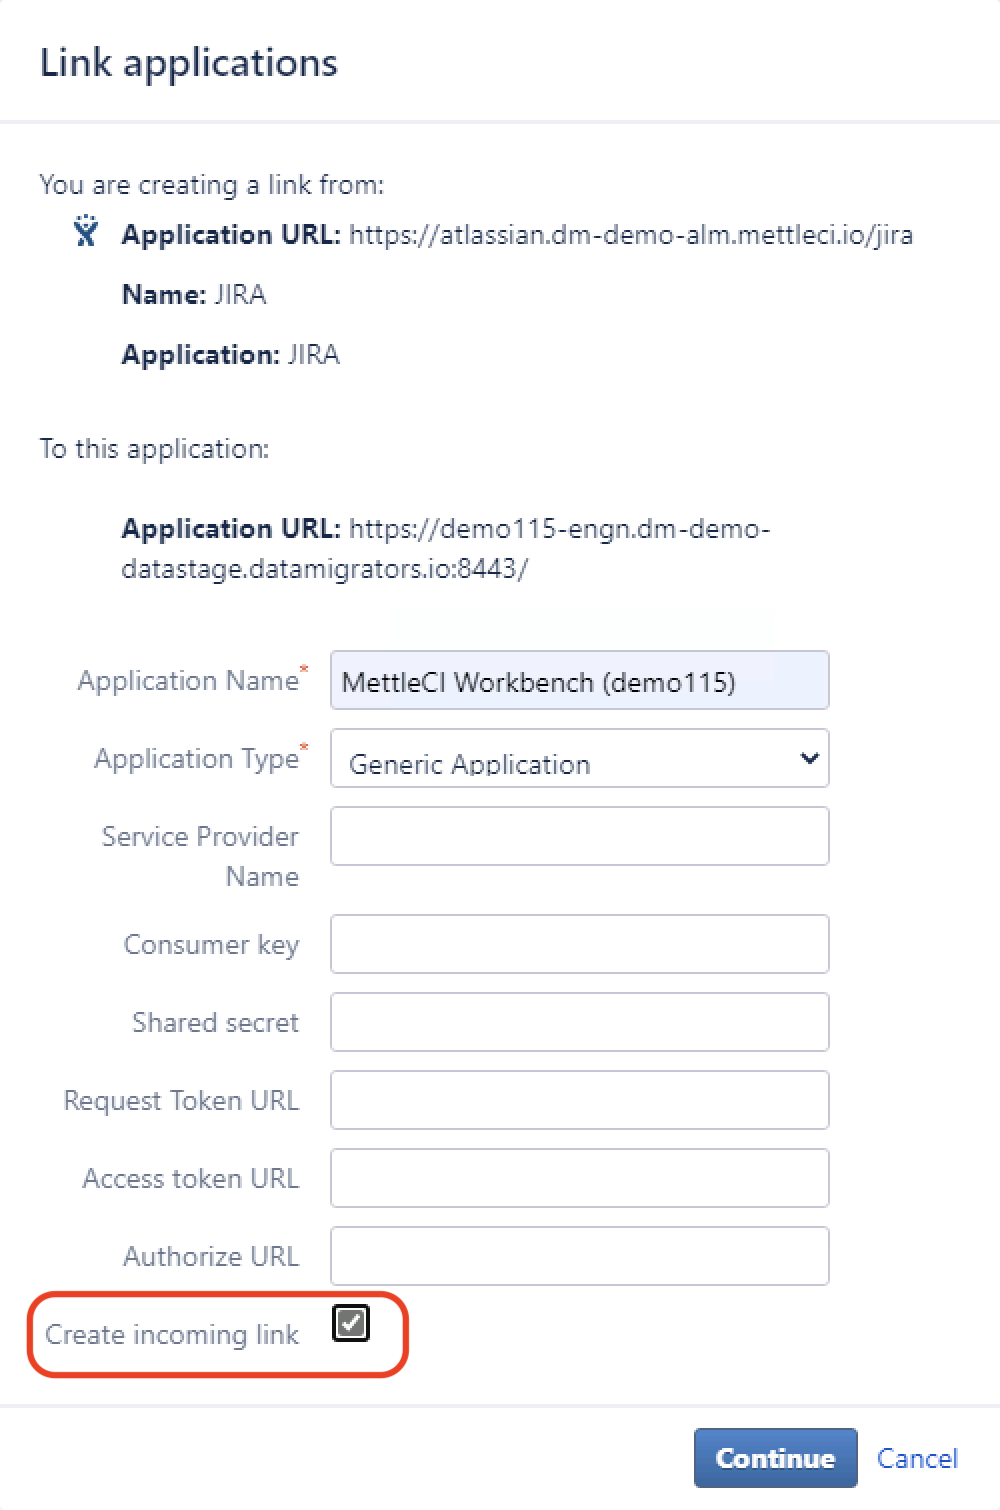 Link applications
You are creating a link from:
Application URL: https://atlassian.dm-demo-alm.mettleci.io/jira
Name: JIRA
Application: JIRA
To this application:
Application URL: https://demo115-engn.dm-demo-
datastage.datamigrators.io:8443/
Application Name* MettleCI Workbench (demo115)
Application Type* Generic Application
Service Provider
Name
Consumer key
Shared secret
Request Token URL
Access token URL
Authorize URL
Create incoming link
Continue Cancel